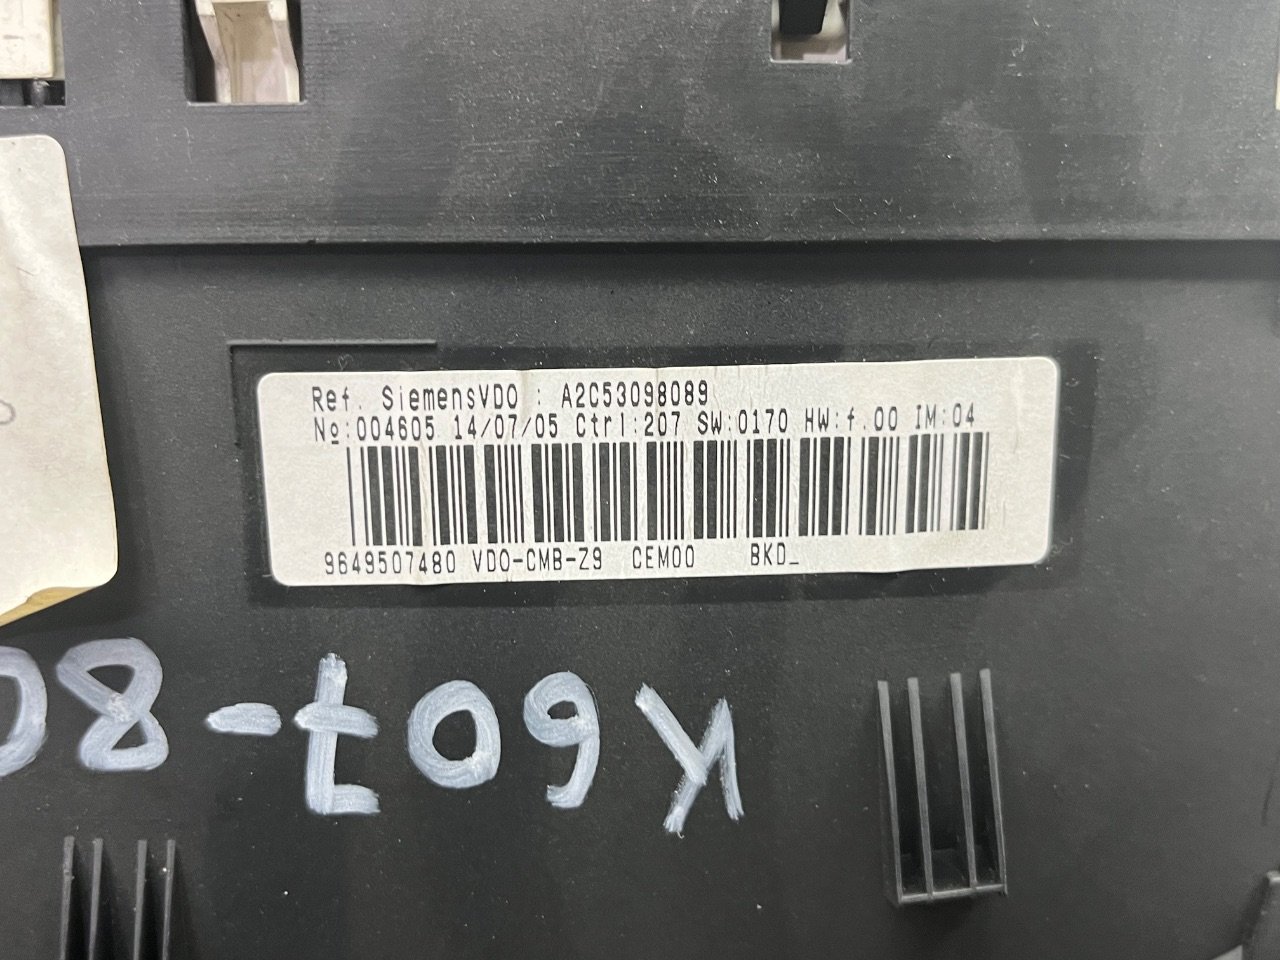 Ref. SiemensVDO : A2C53098089
Nº:004605 14/07/05 Ctrl:207 SW:0170 HW:f.00 IM:04
9649507480 VDO-CMB-Z9 CEM00 BKD_
K607-80